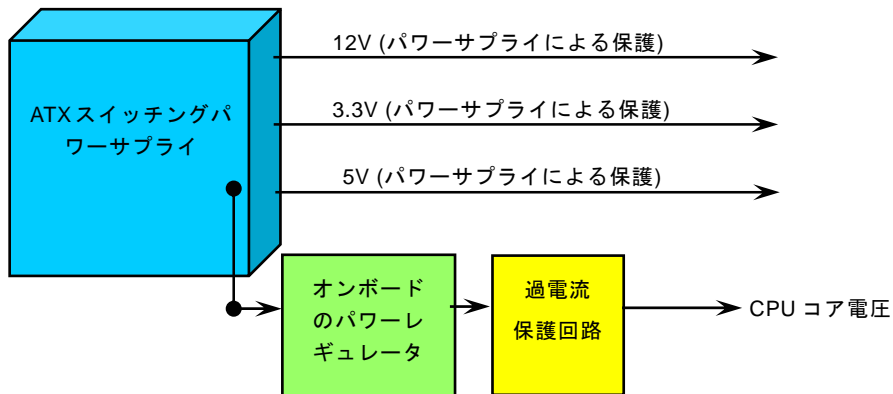 12V (パワーサプライによる保護)
ATXスイッチングパ
ワーサプライ
3.3V (パワーサプライによる保護)
5V (パワーサプライによる保護)
オンボード
のパワーレ
ギュレータ
過電流
保護回路
CPU コア電圧